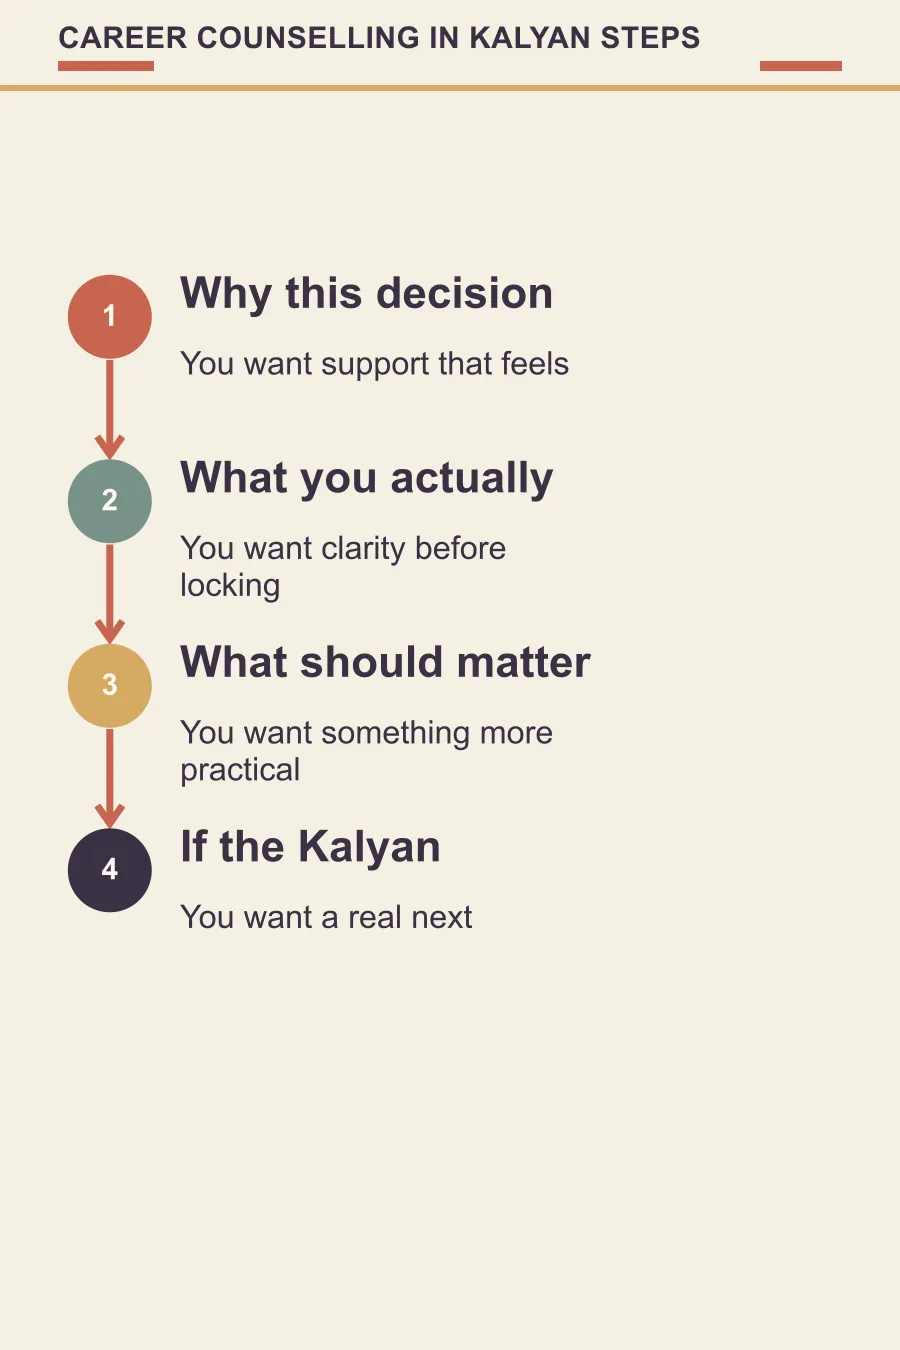 CAREER COUNSELLING IN KALYAN STEPS
1
Why this decision
You want support that feels
2
What you actually
You want clarity before
locking
3
What should matter
You want something more
practical
4
If the Kalyan
You want a real next